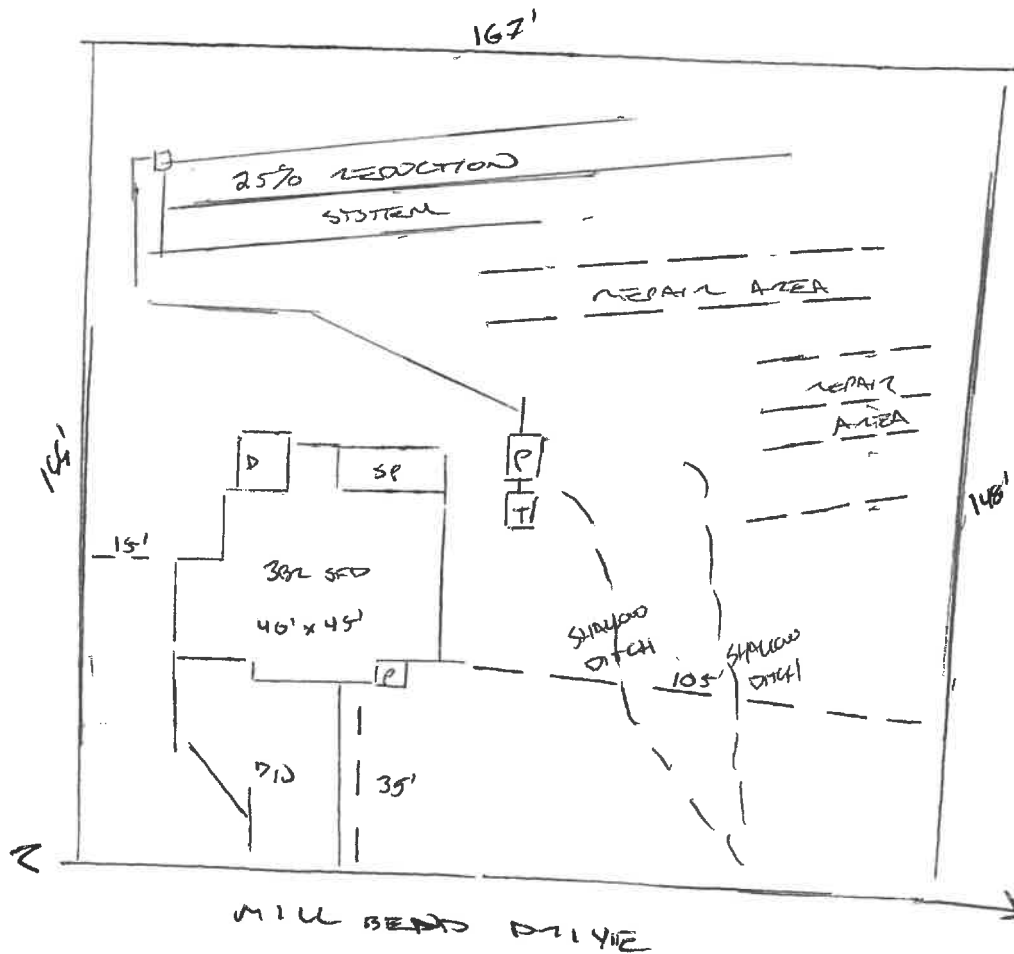 167'
25% REDUCTION
SYSTEM
REPAIR AREA
REPAIR
AREA
P
T
D
SP
148'
15'
3BR SFD
40' x 45'
SHALLOW
DITCH
SHALLOW
DITCH
105'
P
35'
MILL BEND DRIVE